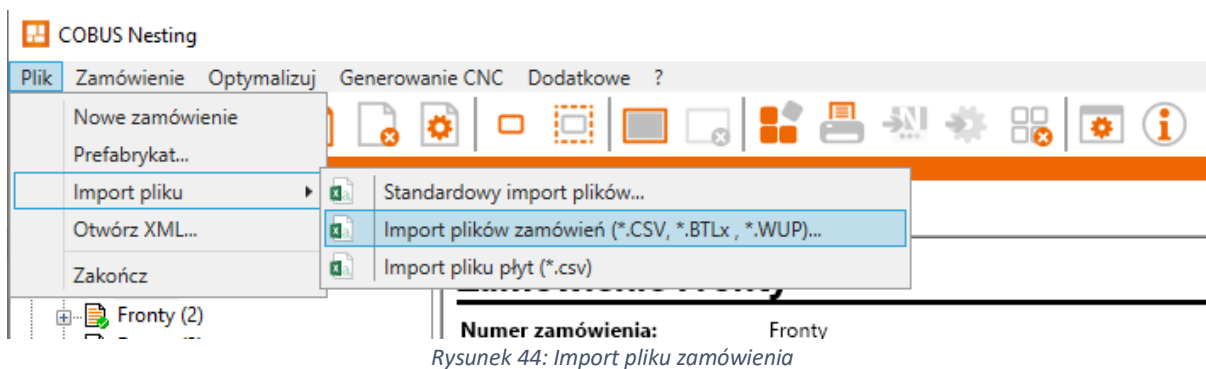 COBUS Nesting
Plik Zamówienie Optymalizuj Generowanie CNC Dodatkowe ?
Nowe zamówienie
Prefabrykat...
Import pliku
Standardowy import plików...
Otwórz XML...
Import plików zamówień (*.CSV, *.BTLx , *.WUP)...
Zakończ
Import pliku płyt (*.csv)
Fronty (2)
Numer zamówienia: Fronty
Rysunek 44: Import pliku zamówienia